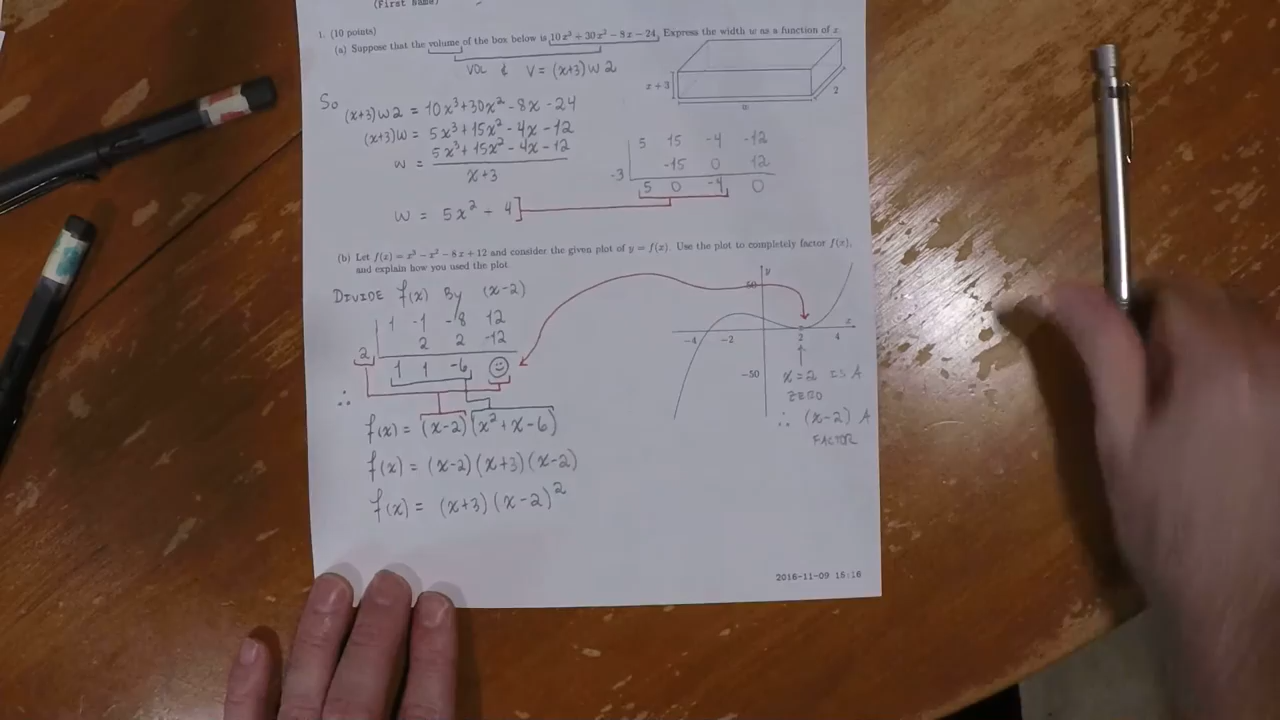 (First Name)
1. (10 points)
(a) Suppose that the volume of the box below is 10x³ + 30x² − 8x − 24. Express the width w as a function of x.
VOL & V = (x+3)w2
x + 3
w
2
So
(x+3)w2 = 10x³+30x²-8x-24
(x+3)w = 5x³+15x²-4x-12
w = 5x³+15x²-4x-12
x+3
5 15 -4 -12
-15 0 12
-3
5 0 -4 0
w = 5x² - 4
(b) Let f(x) = x³ − x² − 8x + 12 and consider the given plot of y = f(x). Use the plot to completely factor f(x),
and explain how you used the plot.
DIVIDE f(x) By (x-2)
1 -1 -8 12
2 2 -12
2
1 1 -6 ☺
∴
f(x) = (x-2)(x²+x-6)
f(x) = (x-2)(x+3)(x-2)
f(x) = (x+3)(x-2)²
y
50
x
−4 −2 2 4
−50
x=2 IS A
ZERO
∴ (x-2) A
FACTOR
2016-11-09 15:16